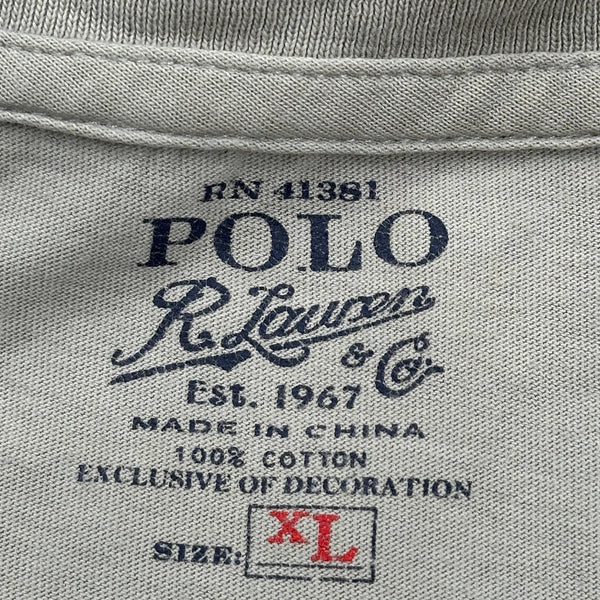 RN 41381
POLO
R. Lauren
& Co.
EST. 1967
MADE IN CHINA
100% COTTON
EXCLUSIVE OF DECORATION
SIZE: XL